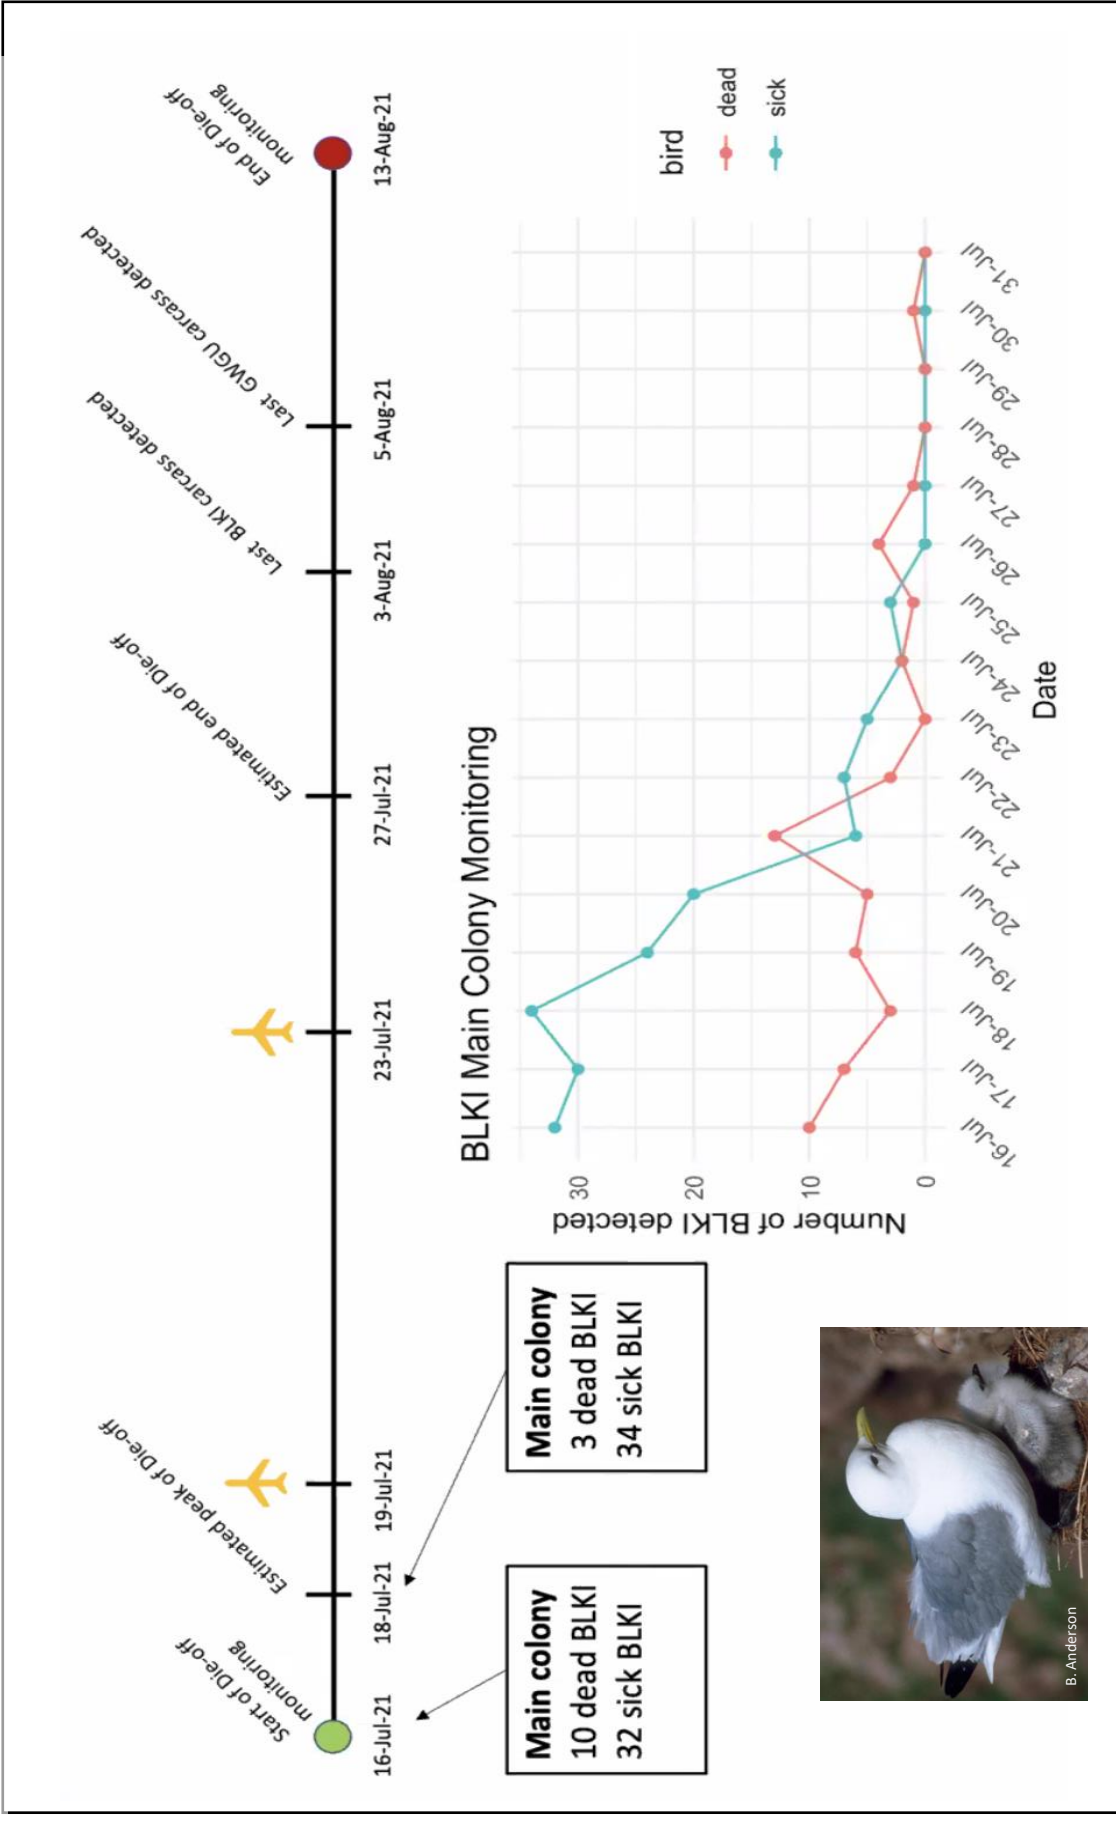 Start of Die-off
monitoring
Estimated peak of Die-off
Estimated end of Die-off
Last BLKI carcass detected
Last GWGU carcass detected
End of Die-off
monitoring
16-Jul-21
18-Jul-21
19-Jul-21
23-Jul-21
27-Jul-21
3-Aug-21
5-Aug-21
13-Aug-21
Main colony
10 dead BLKI
32 sick BLKI
Main colony
3 dead BLKI
34 sick BLKI
BLKI Main Colony Monitoring
Number of BLKI detected
30
20
10
0
16-Jul
17-Jul
18-Jul
19-Jul
20-Jul
21-Jul
22-Jul
23-Jul
24-Jul
25-Jul
26-Jul
27-Jul
28-Jul
29-Jul
30-Jul
31-Jul
Date
bird
dead
sick
B. Anderson